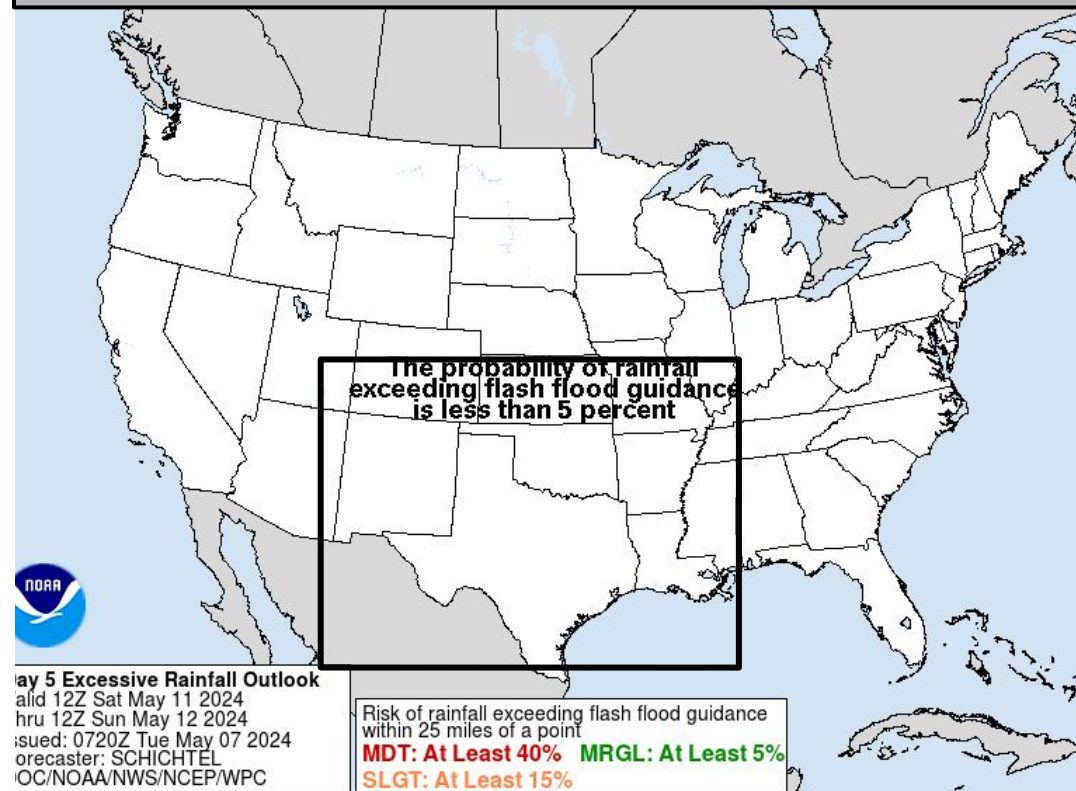 The probability of rainfall
exceeding flash flood guidance
is less than 5 percent
NOAA
ay 5 Excessive Rainfall Outlook
alid 12Z Sat May 11 2024
hru 12Z Sun May 12 2024
ssued: 0720Z Tue May 07 2024
orecaster: SCHICHTEL
OC/NOAA/NWS/NCEP/WPC
Risk of rainfall exceeding flash flood guidance
within 25 miles of a point
MDT: At Least 40% MRGL: At Least 5%
SLGT: At Least 15%